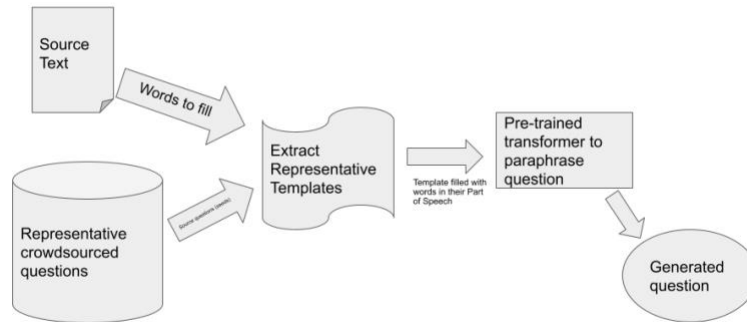 Source
Text
Words to fill
Extract
Representative
Templates
Pre-trained
transformer to
paraphrase
question
Template filled with
words in their Part
of Speech
Source questions (seeds)
Representative
crowdsourced
questions
Generated
question